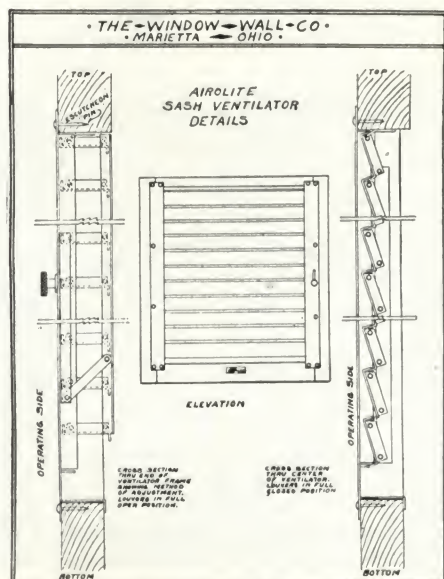 · THE WINDOW WALL CO ·
· MARIETTA OHIO ·
TOP
ESCUTCHEON
PIN
AIROLITE
SASH VENTILATOR
DETAILS
TOP
OPERATING SIDE
ELEVATION
OPERATING SIDE
CROSS SECTION
THRU END OF
VENTILATOR FRAME
SHOWING METHOD
OF ADJUSTMENT.
LOUVERS IN FULL
OPEN POSITION.
CROSS SECTION
THRU CENTER
OF VENTILATOR.
LOUVERS IN FULL
CLOSED POSITION
BOTTOM
BOTTOM